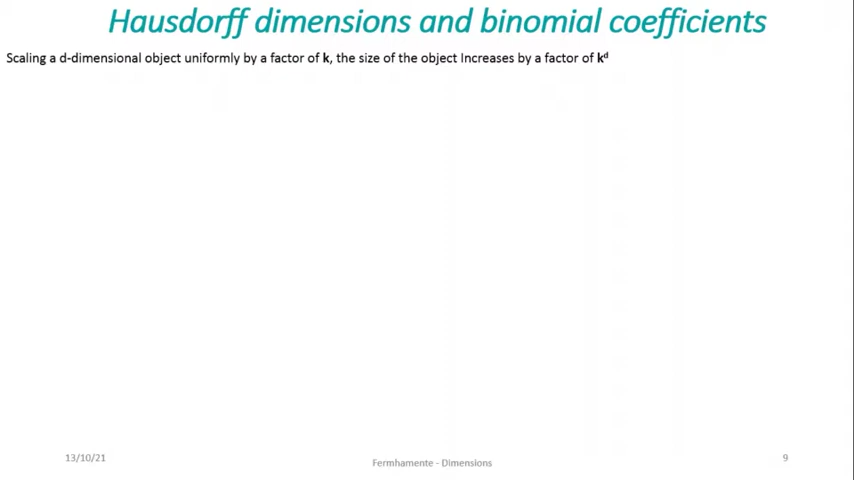 Hausdorff dimensions and binomial coefficients
Scaling a d-dimensional object uniformly by a factor of k, the size of the object Increases by a factor of kᵈ
13/10/21
Fermhamente - Dimensions
9